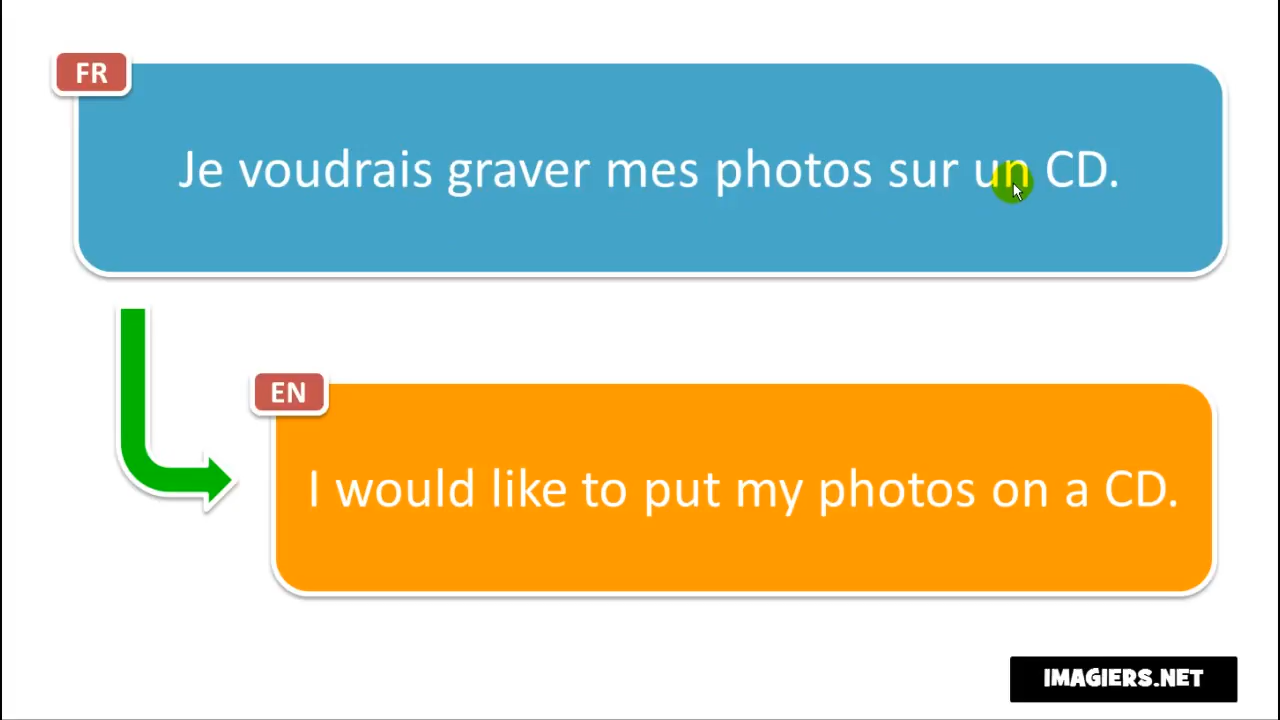 FR
Je voudrais graver mes photos sur un CD.
EN
I would like to put my photos on a CD.
IMAGIERS.NET